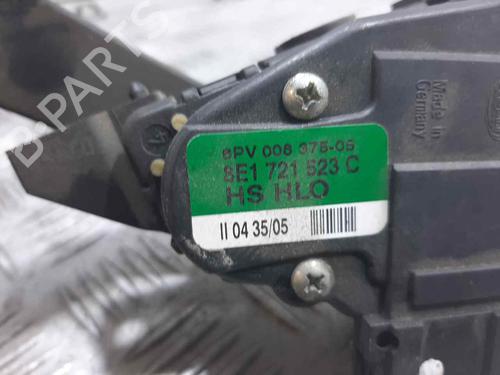 B-PARTS
Made in
Germany
6PV 008 375-05
8E1 721 523 C
HS HLO
II 04 35/05